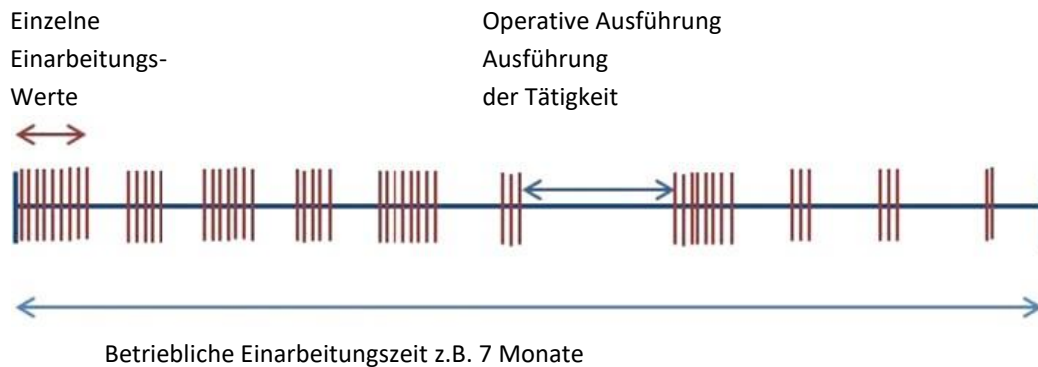 Einzelne
Einarbeitungs-
Werte
Operative Ausführung
Ausführung
der Tätigkeit
Betriebliche Einarbeitungszeit z.B. 7 Monate